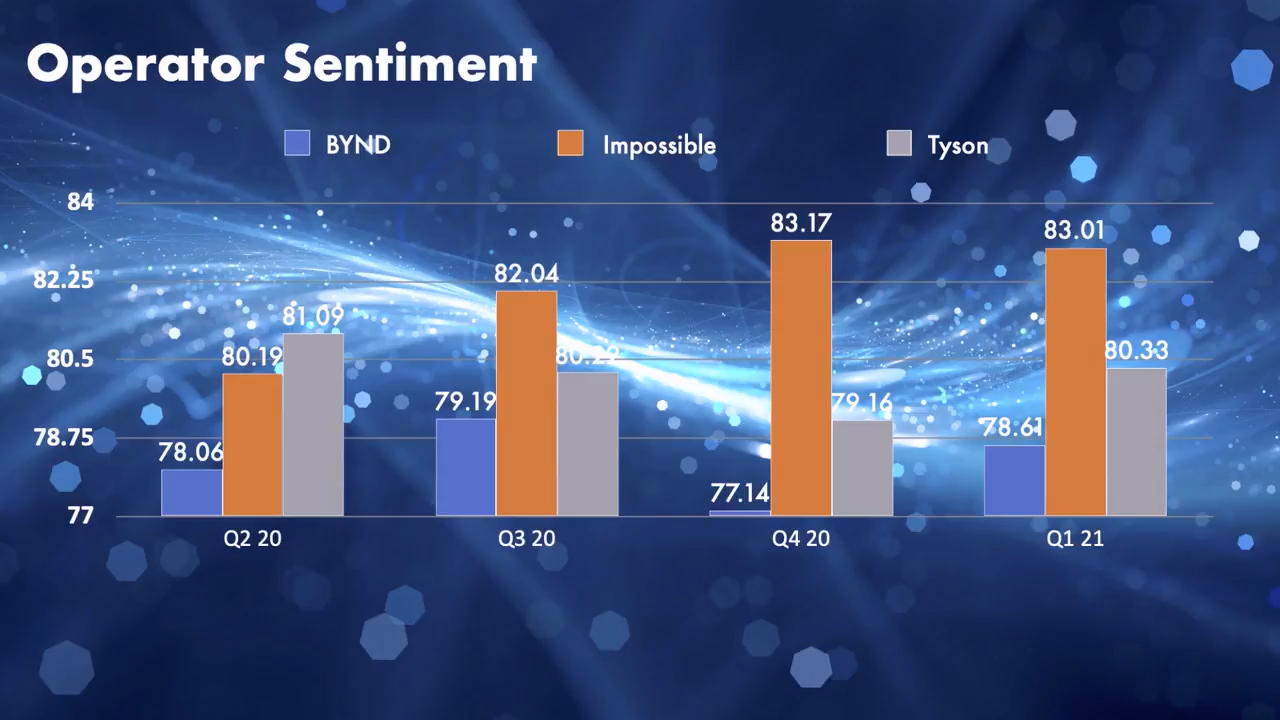 Operator Sentiment
BYND Impossible Tyson
84
82.25
80.5
78.75
77
78.06 80.19 81.09
79.19 82.04
77.14 83.17 79.16
78.61 83.01 80.33
Q2 20 Q3 20 Q4 20 Q1 21